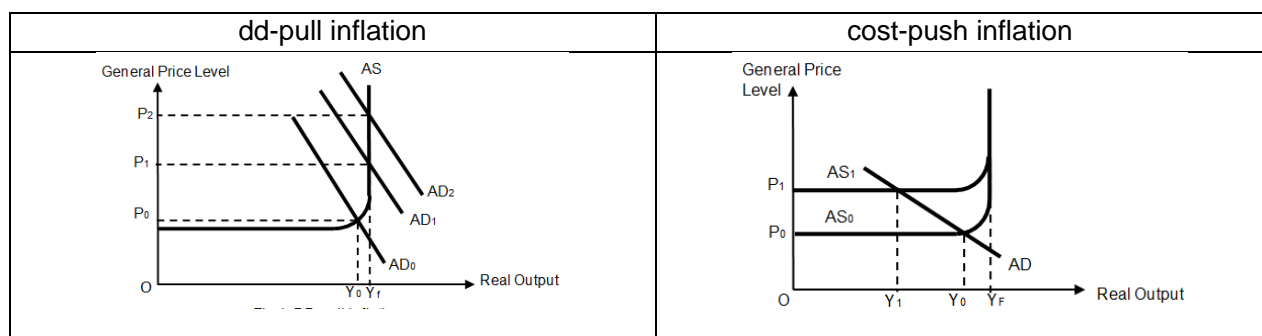 dd-pull inflation
cost-push inflation
General Price Level
AS
P2
P1
P0
AD2
AD1
AD0
O
Y0 Yf
Real Output
General Price
Level
P1
AS1
AS0
P0
AD
O
Y1
Y0
YF
Real Output